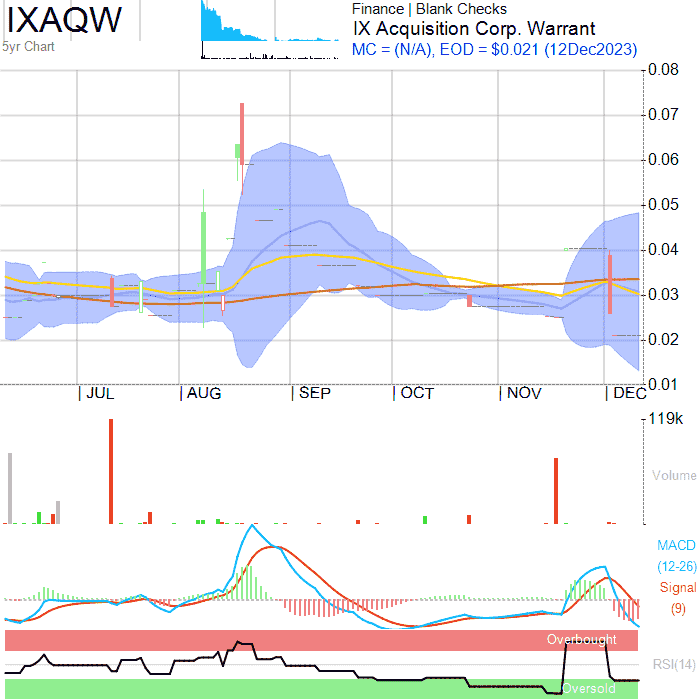 IXAQW
5yr Chart
Finance | Blank Checks
IX Acquisition Corp. Warrant
MC = (N/A), EOD = $0.021 (12Dec2023)
0.08
0.07
0.06
0.05
0.04
0.03
0.02
0.01
JUL
AUG
SEP
OCT
NOV
DEC
119k
Volume
MACD
(12-26)
Signal
(9)
Overbought
RSI(14)
Oversold